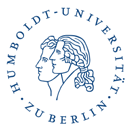 HUMBOLDT-UNIVERSITÄT
· ZU BERLIN ·